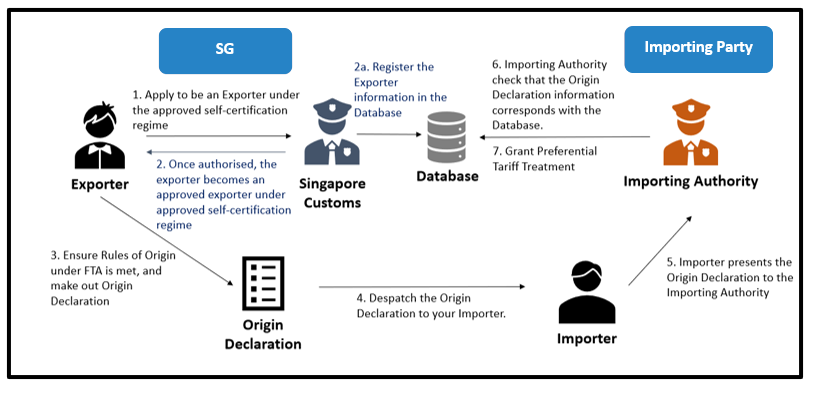 SG
Importing Party
1. Apply to be an Exporter under
the approved self-certification
regime
2a. Register the
Exporter
information in the
Database
6. Importing Authority
check that the Origin
Declaration information
corresponds with the
Database.
7. Grant Preferential
Tariff Treatment
Exporter
2. Once authorised, the
exporter becomes an
approved exporter under
approved self-certification
regime
Singapore
Customs
Database
Importing Authority
3. Ensure Rules of Origin
under FTA is met, and
make out Origin
Declaration
Origin
Declaration
4. Despatch the Origin
Declaration to your Importer.
Importer
5. Importer presents the
Origin Declaration to the
Importing Authority